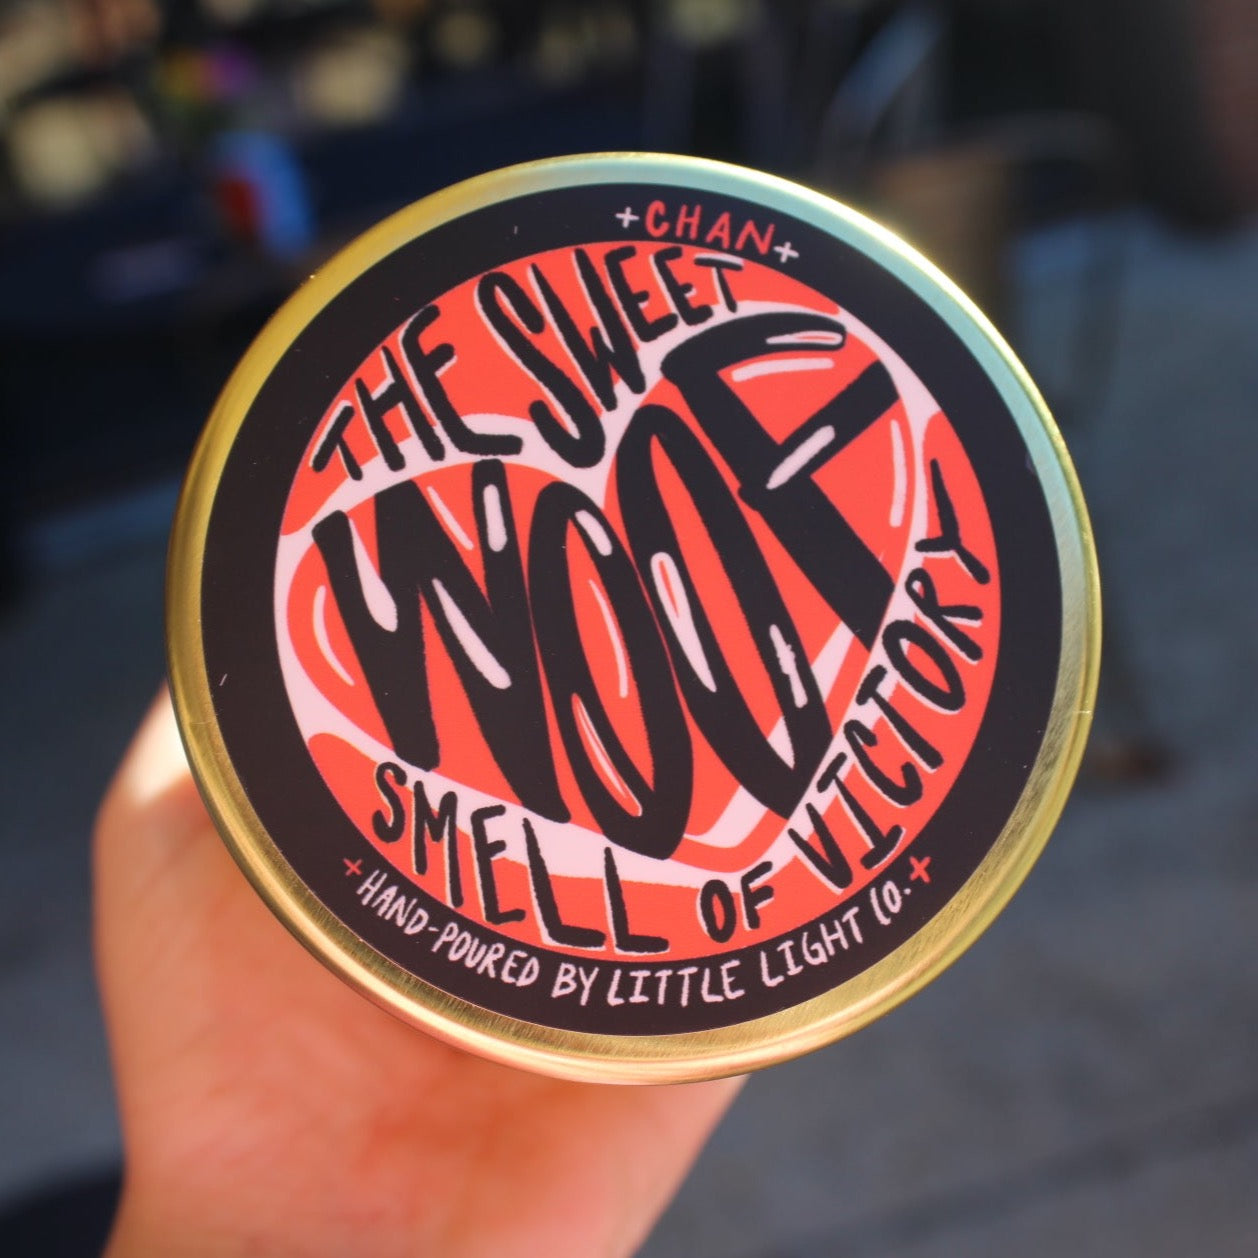 +CHAN+
THE SWEET
WOOF
SMELL OF VICTORY
+HAND-POURED BY LITTLE LIGHT CO.+